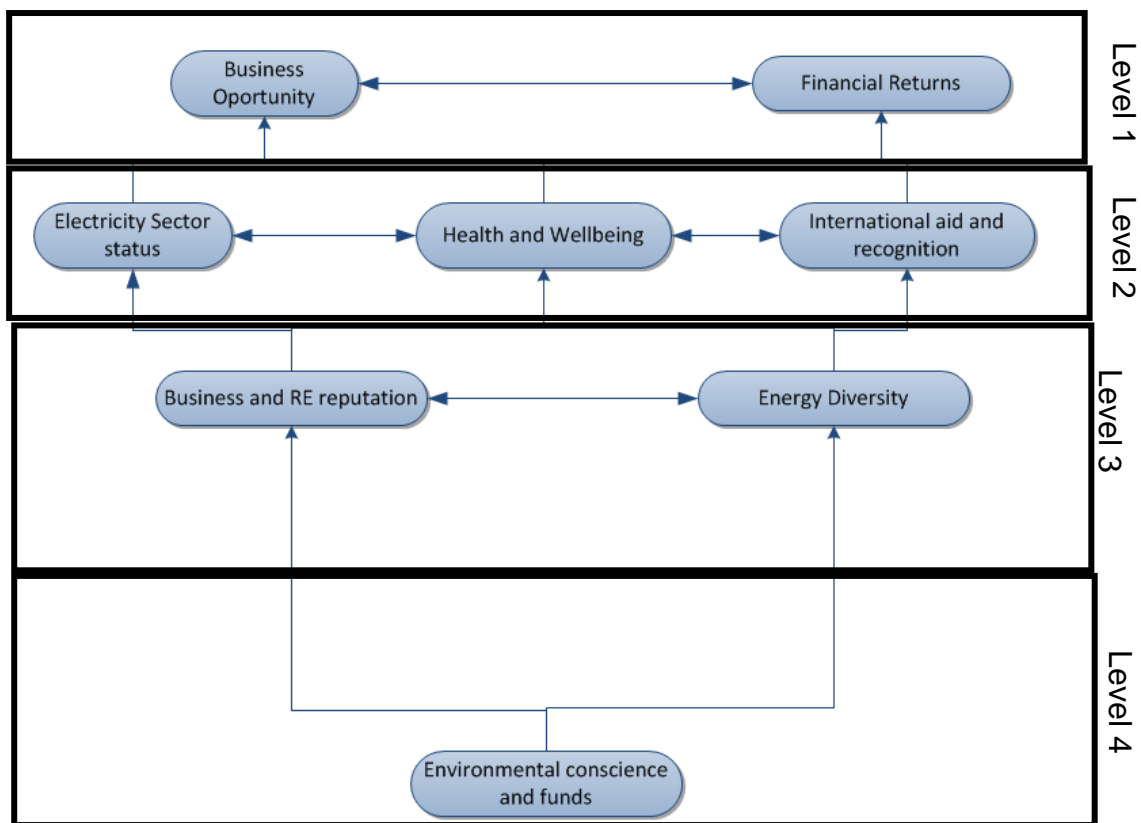 Business
Oportunity
Financial Returns
Level 1
Electricity Sector
status
Health and Wellbeing
International aid and
recognition
Level 2
Business and RE reputation
Energy Diversity
Level 3
Environmental conscience
and funds
Level 4